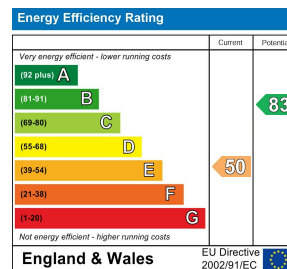 Energy Efficiency Rating
Current Potentia
Very energy efficient - lower running costs
(92 plus) A
(81-91) B
83
(69-80) C
(55-68) D
(39-54) E 50
(21-38) F
(1-20) G
Not energy efficient - higher running costs
England & Wales
EU Directive
2002/91/EC